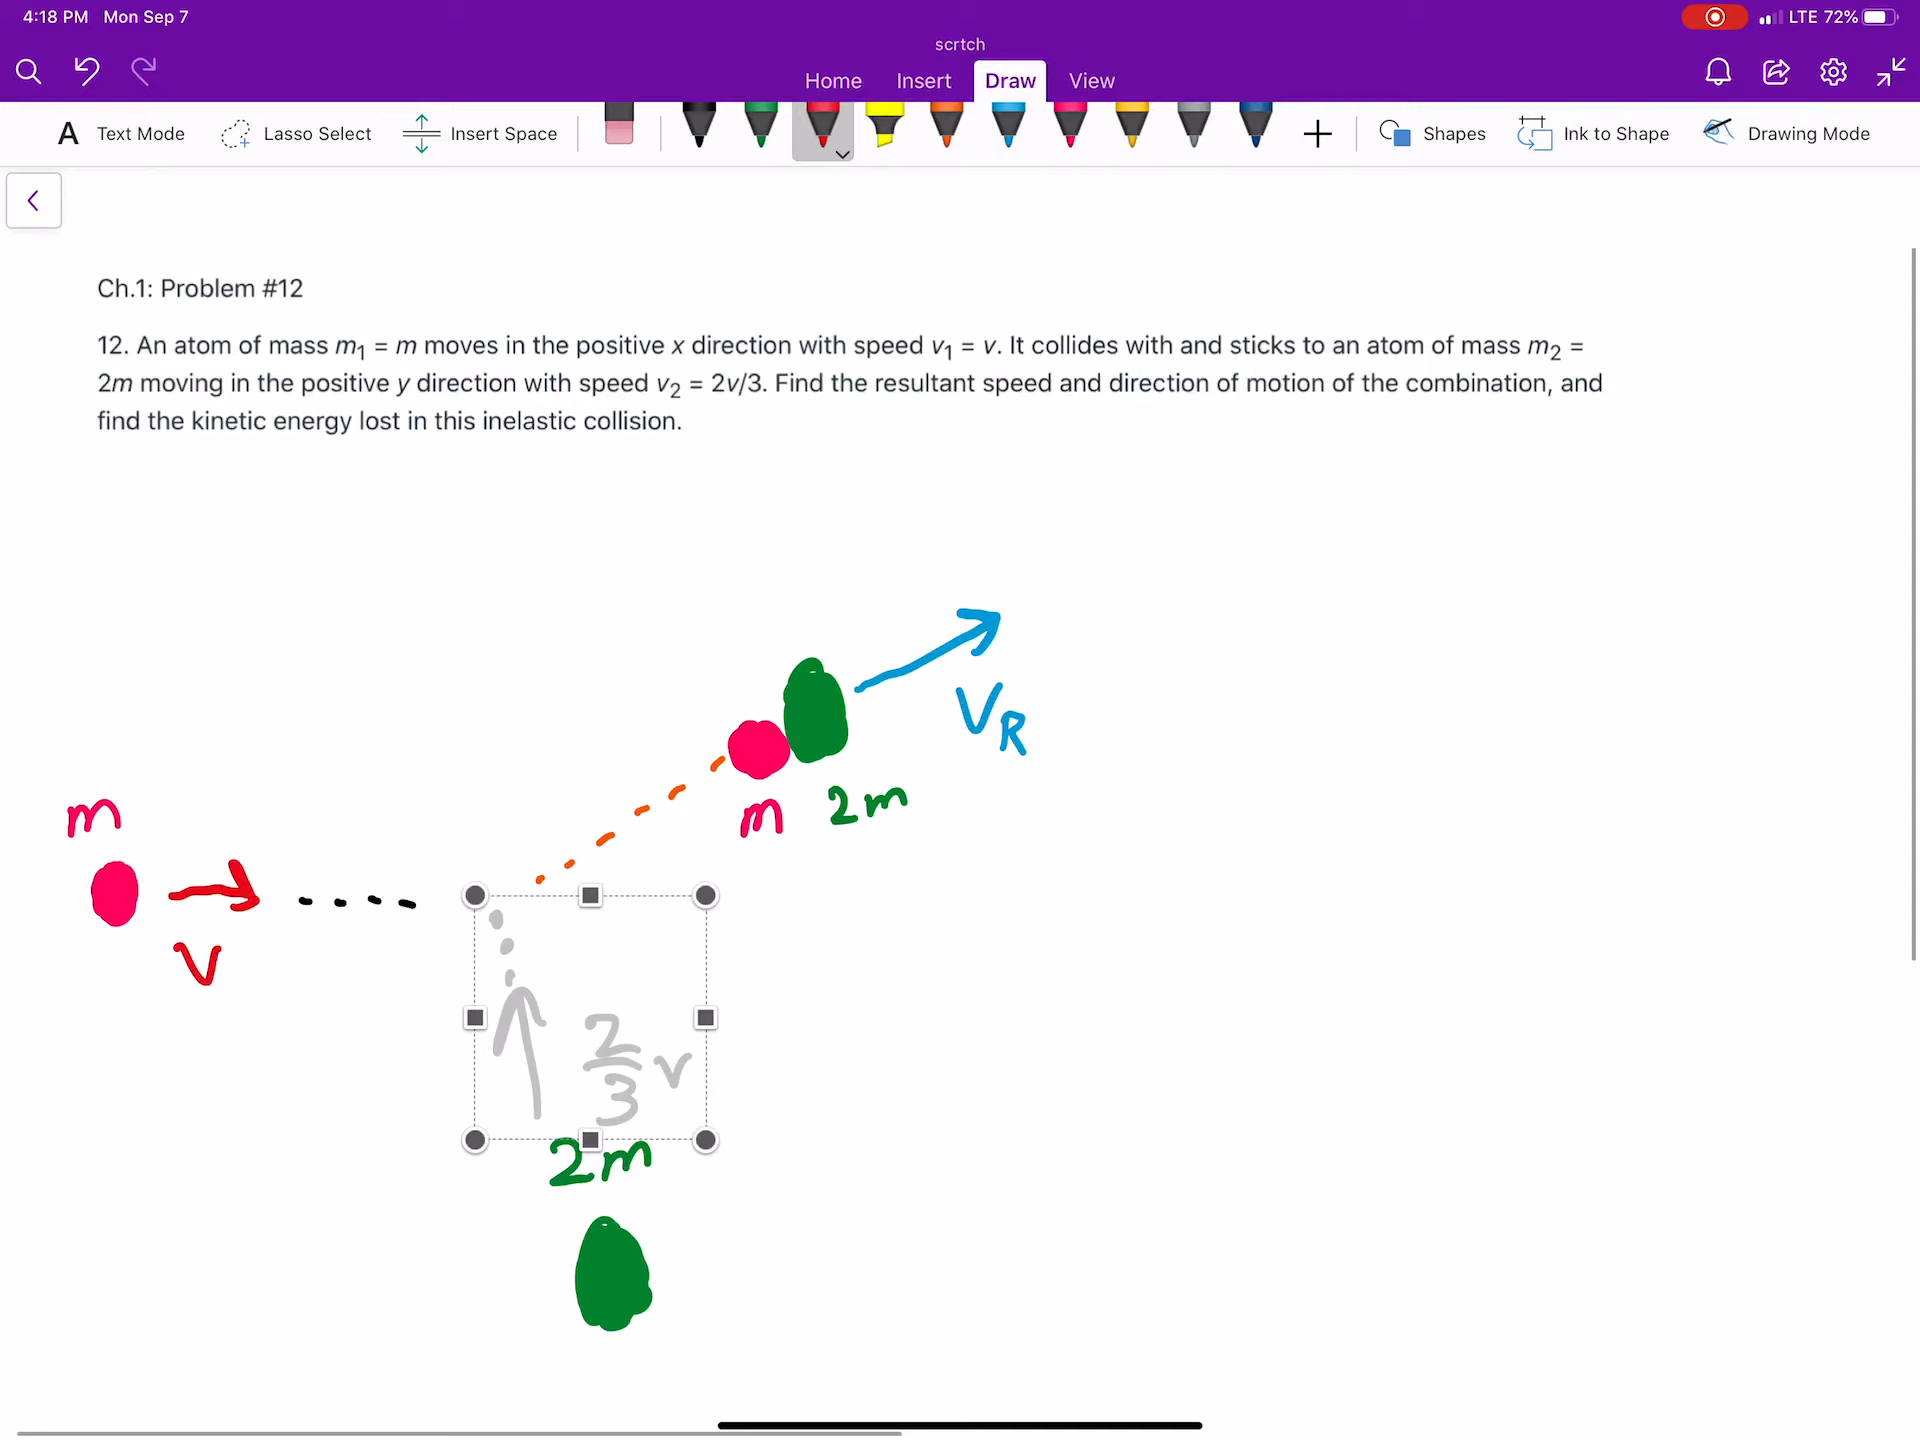 4:18 PM Mon Sep 7
LTE 72%
scrtch
Home Insert Draw View
A Text Mode Lasso Select Insert Space Shapes Ink to Shape Drawing Mode
Ch.1: Problem #12
12. An atom of mass m₁ = m moves in the positive x direction with speed v₁ = v. It collides with and sticks to an atom of mass m₂ =
2m moving in the positive y direction with speed v₂ = 2v/3. Find the resultant speed and direction of motion of the combination, and
find the kinetic energy lost in this inelastic collision.
V_R
m 2m
m
V
2/3 v
2m